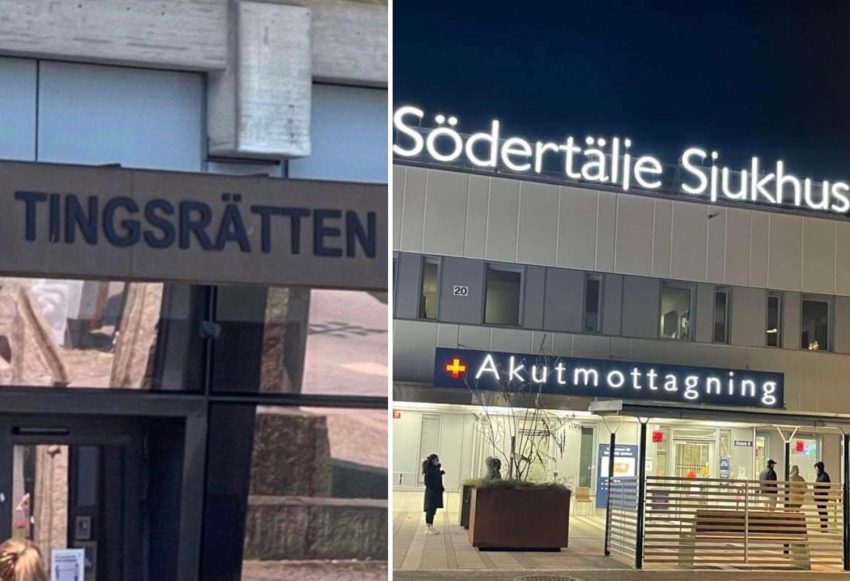 TINGSRÄTTEN
Södertälje Sjukhus
20
+ Akutmottagning